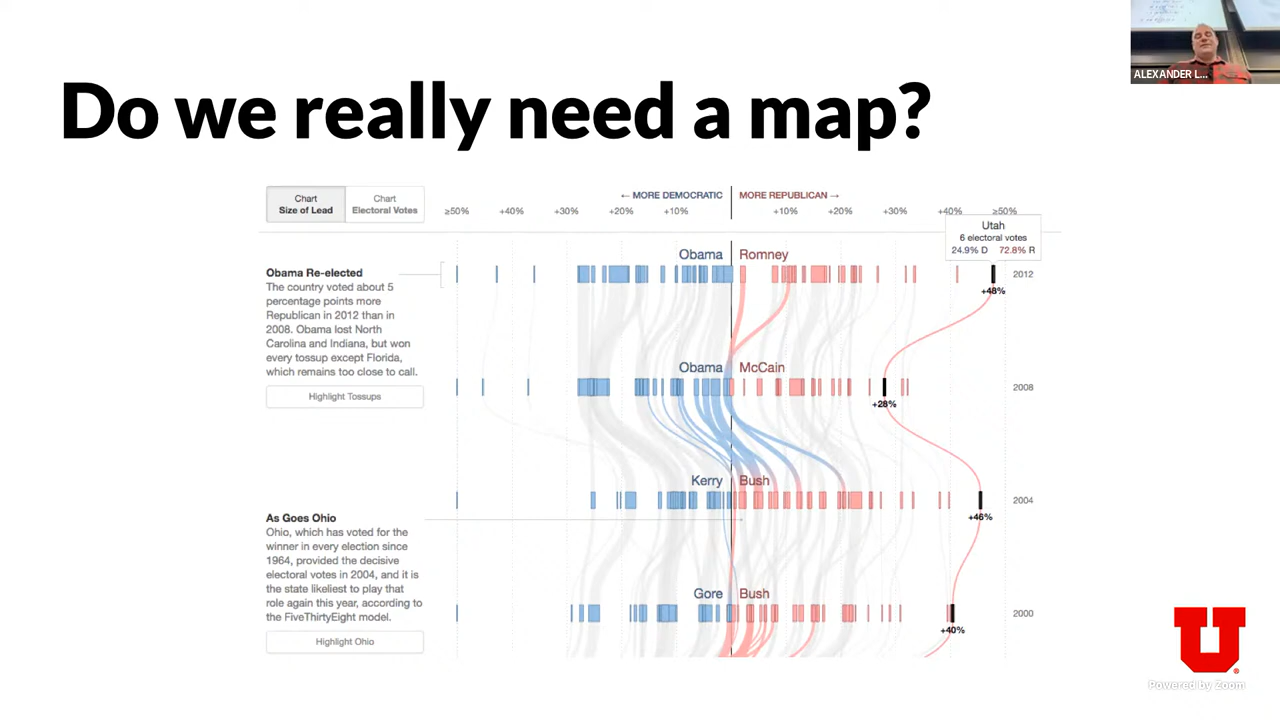 Do we really need a map?
ALEXANDER L...
Chart
Size of Lead
Chart
Electoral Votes
← MORE DEMOCRATIC
MORE REPUBLICAN →
≥50%
+40%
+30%
+20%
+10%
+10%
+20%
+30%
+40%
≥50%
Utah
6 electoral votes
24.9% D 72.8% R
Obama
Romney
2012
+48%
Obama Re-elected
The country voted about 5
percentage points more
Republican in 2012 than in
2008. Obama lost North
Carolina and Indiana, but won
every tossup except Florida,
which remains too close to call.
Highlight Tossups
Obama
McCain
2008
+28%
Kerry
Bush
2004
+46%
As Goes Ohio
Ohio, which has voted for the
winner in every election since
1964, provided the decisive
electoral votes in 2004, and it is
the state likeliest to play that
role again this year, according to
the FiveThirtyEight model.
Highlight Ohio
Gore
Bush
2000
+40%
U
®
Powered by Zoom